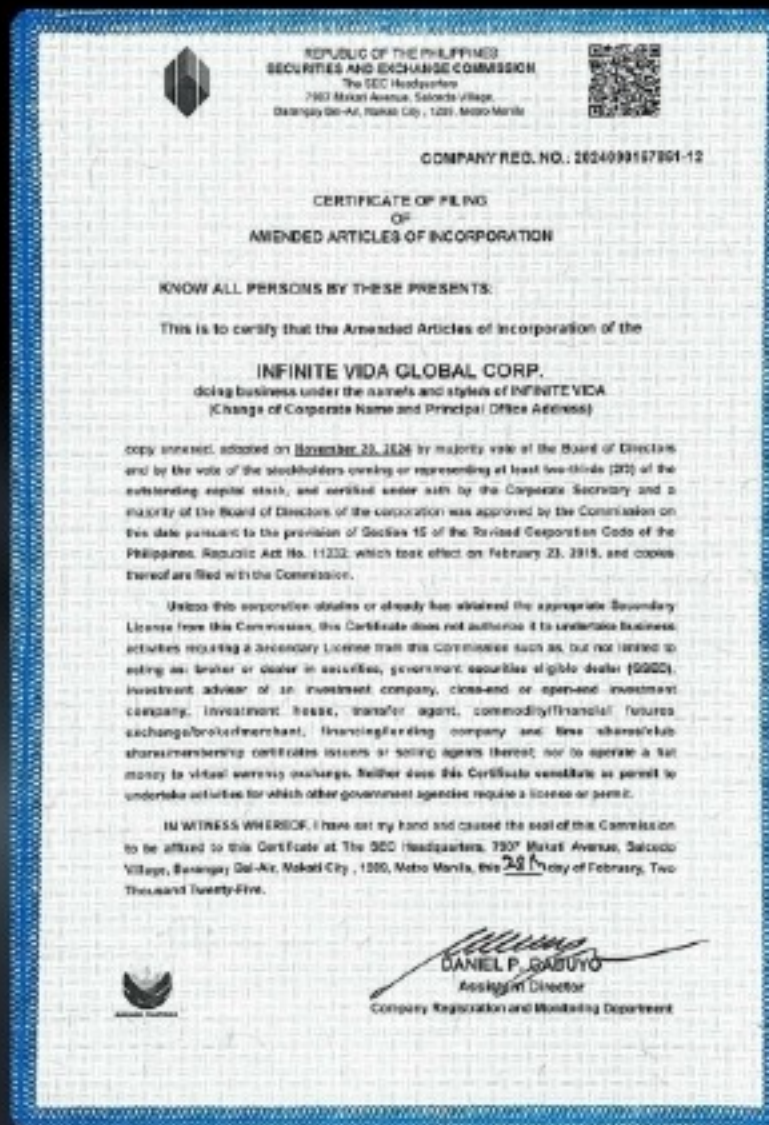 REPUBLIC OF THE PHILIPPINES
SECURITIES AND EXCHANGE COMMISSION
The SEC Headquarters
7907 Makati Avenue, Salcedo Village,
Barangay Bel-Air, Makati City, 1209, Metro Manila
COMPANY REG. NO.:
CERTIFICATE OF FILING
OF
AMENDED ARTICLES OF INCORPORATION
KNOW ALL PERSONS BY THESE PRESENTS:
This is to certify that the Amended Articles of Incorporation of the
INFINITE VIDA GLOBAL CORP.
doing business under the name/s and style/s of INFINITE VIDA
(Change of Corporate Name and Principal Office Address)
copy annexed, adopted on November 20, 2024 by majority vote of the Board of Directors
and by the vote of the stockholders owning or representing at least two-thirds (2/3) of the
outstanding capital stock, and certified under oath by the Corporate Secretary and a
majority of the Board of Directors of the corporation was approved by the Commission on
this date pursuant to the provision of Section 15 of the Revised Corporation Code of the
Philippines, Republic Act No. 11232, which took effect on February 23, 2019, and copies
thereof are filed with the Commission.
Unless this corporation obtains or already has obtained the appropriate Secondary
License from this Commission, this Certificate does not authorize it to undertake business
activities requiring a Secondary License from this Commission such as, but not limited to
acting as: broker or dealer in securities, government securities eligible dealer (GSED),
investment adviser of an investment company, close-end or open-end investment
company, investment house, transfer agent, commodity/financial futures
exchange/broker/merchant, financing/lending company and time shares/club
shares/membership certificates issuers or selling agents thereof; nor to operate a fiat
money to virtual currency exchange. Neither does this Certificate constitute as permit to
undertake activities for which other government agencies require a license or permit.
IN WITNESS WHEREOF, I have set my hand and caused the seal of this Commission
to be affixed to this Certificate at The SEC Headquarters, 7907 Makati Avenue, Salcedo
Village, Barangay Bel-Air, Makati City, 1209, Metro Manila, this 28th day of February, Two
Thousand Twenty-Five.
DANIEL P. GABUYO
Assistant Director
Company Registration and Monitoring Department